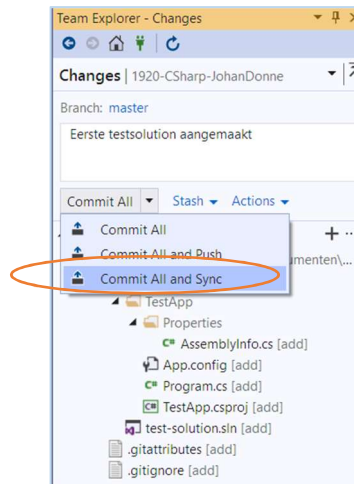 Team Explorer - Changes
Changes | 1920-CSharp-JohanDonne
Branch: master
Eerste testsolution aangemaakt
Commit All
Stash
Actions
Commit All
Commit All and Push
Commit All and Sync
TestApp
Properties
AssemblyInfo.cs [add]
App.config [add]
Program.cs [add]
TestApp.csproj [add]
test-solution.sln [add]
.gitattributes [add]
.gitignore [add]